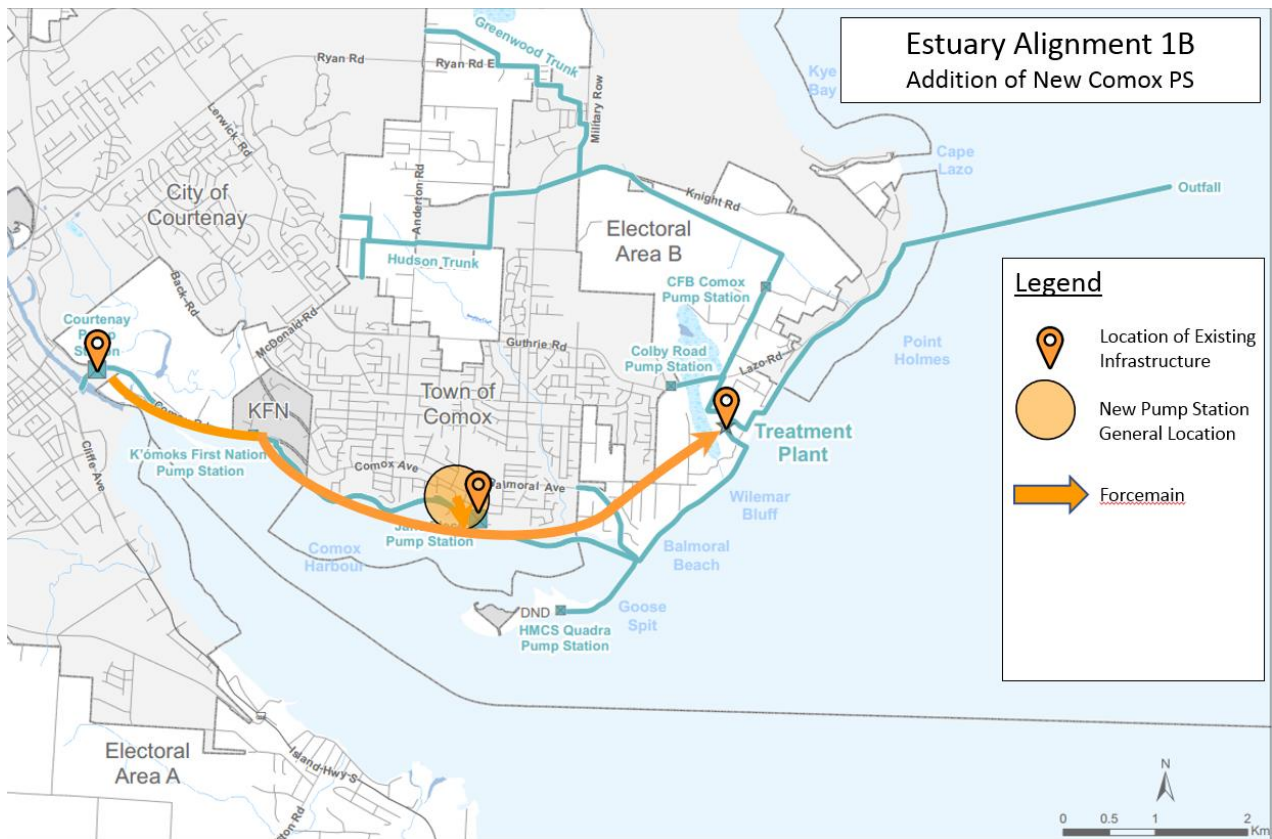 Estuary Alignment 1B
Addition of New Comox PS
Greenwood Trunk
Ryan Rd
Ryan Rd E
Military Row
Kye
Bay
Lerwick Rd
Cape
Lazo
Anderton Rd
Knight Rd
Outfall
City of
Courtenay
Electoral
Area B
Hudson Trunk
Back Rd
CFB Comox
Pump Station
Legend
Location of Existing
Infrastructure
New Pump Station
General Location
Forcemain
Courtenay
Station
McDonald Rd
Guthrie Rd
Colby Road
Pump Station
Lazo Rd
Point
Holmes
Town of
Comox
KFN
Treatment
Plant
Cliffe Ave
K'ómoks First Nation
Pump Station
Comox Ave
Balmoral Ave
Wilemar
Bluff
Pump Station
Comox
Harbour
Balmoral
Beach
Goose
Spit
DND
HMCS Quadra
Pump Station
Electoral
Area A
Island Hwy S
N
0 0.5 1 2
Km